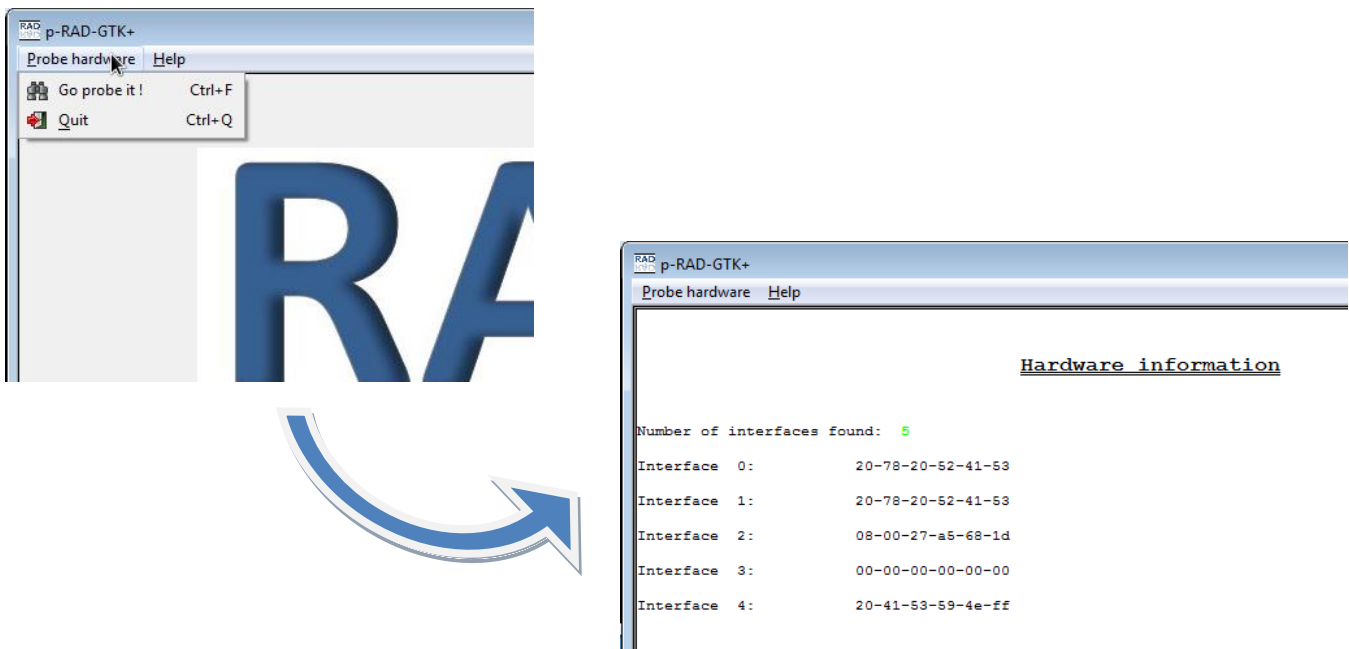 RAD p-RAD-GTK+
Probe hardware Help
Go probe it ! Ctrl+F
Quit Ctrl+Q
RA
RAD p-RAD-GTK+
Probe hardware Help
Hardware information
Number of interfaces found: 5
Interface 0: 20-78-20-52-41-53
Interface 1: 20-78-20-52-41-53
Interface 2: 08-00-27-a5-68-1d
Interface 3: 00-00-00-00-00-00
Interface 4: 20-41-53-59-4e-ff